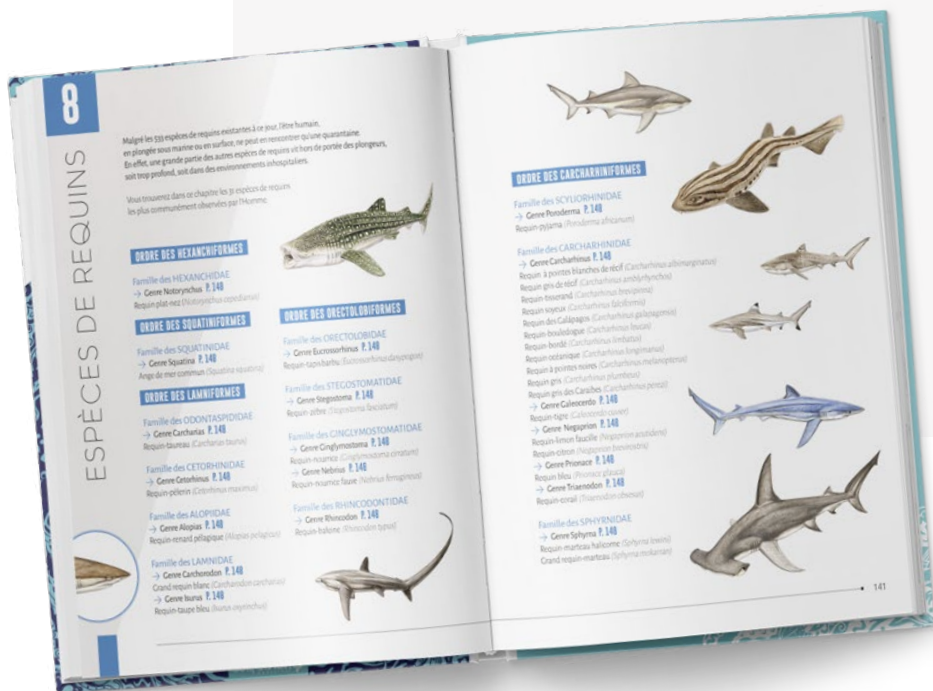 8
ESPÈCES DE REQUINS
Malgré les 535 espèces de requins existantes à ce jour, l'être humain,
en plongée sous marine ou en surface, ne peut en rencontrer qu'une quarantaine.
En effet, une grande partie des autres espèces de requins vit hors de portée des plongeurs,
soit trop profond, soit dans des environnements inhospitaliers.
Vous trouverez dans ce chapitre les 31 espèces de requins
les plus communément observées par l'Homme.
ORDRE DES HEXANCHIFORMES
Famille des HEXANCHIDAE
→ Genre Notorynchus P. 148
Requin plat-nez (Notorynchus cepedianus)
ORDRE DES SQUATINIFORMES
Famille des SQUATINIDAE
→ Genre Squatina P. 148
Ange de mer commun (Squatina squatina)
ORDRE DES LAMNIFORMES
Famille des ODONTASPIDIDAE
→ Genre Carcharias P. 148
Requin-taureau (Carcharias taurus)
Famille des CETORHINIDAE
→ Genre Cetorhinus P. 148
Requin-pèlerin (Cetorhinus maximus)
Famille des ALOPIIDAE
→ Genre Alopias P. 148
Requin-renard pélagique (Alopias pelagicus)
Famille des LAMNIDAE
→ Genre Carchorodon P. 148
Grand requin blanc (Carcharodon carcharias)
→ Genre Isurus P. 148
Requin-taupe bleu (Isurus oxyrinchus)
ORDRE DES ORECTOLOBIFORMES
Famille des ORECTOLOBIDAE
→ Genre Eucrossorhinus P. 148
Requin-tapis barbu (Eucrossorhinus dasypogon)
Famille des STEGOSTOMATIDAE
→ Genre Stegostoma P. 148
Requin-zèbre (Stegostoma fasciatum)
Famille des GINGLYMOSTOMATIDAE
→ Genre Ginglymostoma P. 148
Requin-nourrice (Ginglymostoma cirratum)
→ Genre Nebrius P. 148
Requin-nourrice fauve (Nebrius ferrugineus)
Famille des RHINCODONTIDAE
→ Genre Rhincodon P. 148
Requin-baleine (Rhincodon typus)
ORDRE DES CARCHARHINIFORMES
Famille des SCYLIORHINIDAE
→ Genre Poroderma P. 148
Requin-pyjama (Poroderma africanum)
Famille des CARCHARHINIDAE
→ Genre Carcharhinus P. 148
Requin à pointes blanches de récif (Carcharhinus albimarginatus)
Requin gris de récif (Carcharhinus amblyrhynchos)
Requin-tisserand (Carcharhinus brevipinna)
Requin soyeux (Carcharhinus falciformis)
Requin des Galápagos (Carcharhinus galapagensis)
Requin-bouledogue (Carcharhinus leucas)
Requin-bordé (Carcharhinus limbatus)
Requin océanique (Carcharhinus longimanus)
Requin à pointes noires (Carcharhinus melanopterus)
Requin gris (Carcharhinus plumbeus)
Requin gris des Caraïbes (Carcharhinus perezi)
→ Genre Galeocerdo P. 148
Requin-tigre (Galeocerdo cuvier)
→ Genre Negaprion P. 148
Requin-limon faucille (Negaprion acutidens)
Requin-citron (Negaprion brevirostris)
→ Genre Prionace P. 148
Requin bleu (Prionace glauca)
→ Genre Triaenodon P. 148
Requin-corail (Triaenodon obesus)
Famille des SPHYRNIDAE
→ Genre Sphyrna P. 148
Requin-marteau halicorne (Sphyrna lewini)
Grand requin-marteau (Sphyrna mokarran)
141